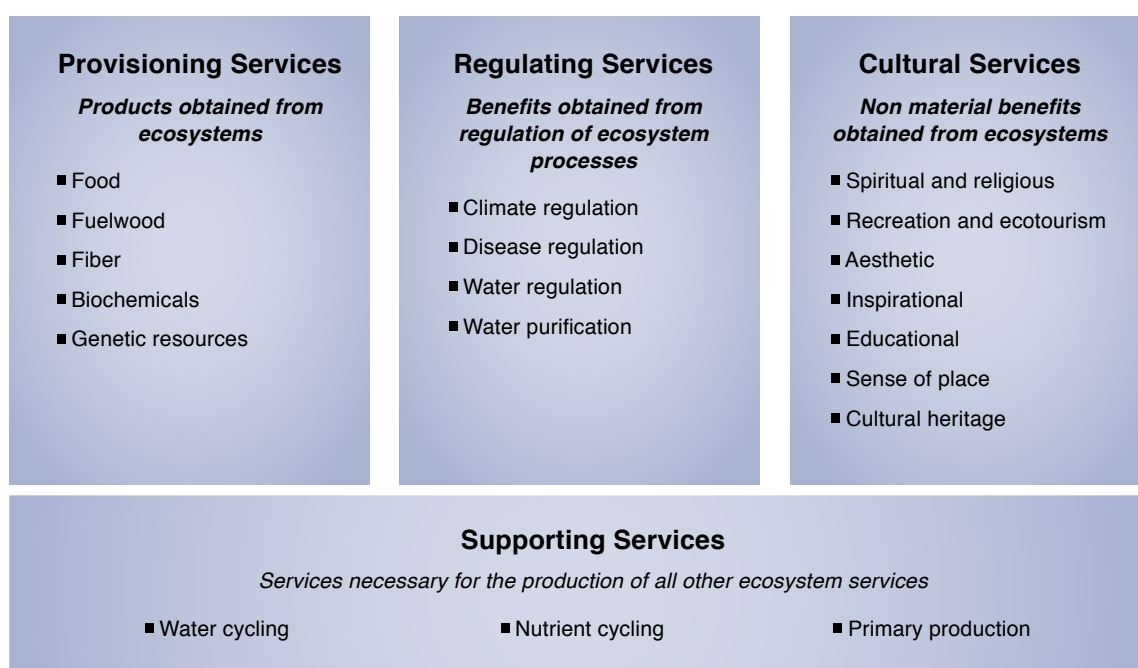 Provisioning Services
Products obtained from
ecosystems
■ Food
■ Fuelwood
■ Fiber
■ Biochemicals
■ Genetic resources
Regulating Services
Benefits obtained from
regulation of ecosystem
processes
■ Climate regulation
■ Disease regulation
■ Water regulation
■ Water purification
Cultural Services
Non material benefits
obtained from ecosystems
■ Spiritual and religious
■ Recreation and ecotourism
■ Aesthetic
■ Inspirational
■ Educational
■ Sense of place
■ Cultural heritage
Supporting Services
Services necessary for the production of all other ecosystem services
■ Water cycling ■ Nutrient cycling ■ Primary production